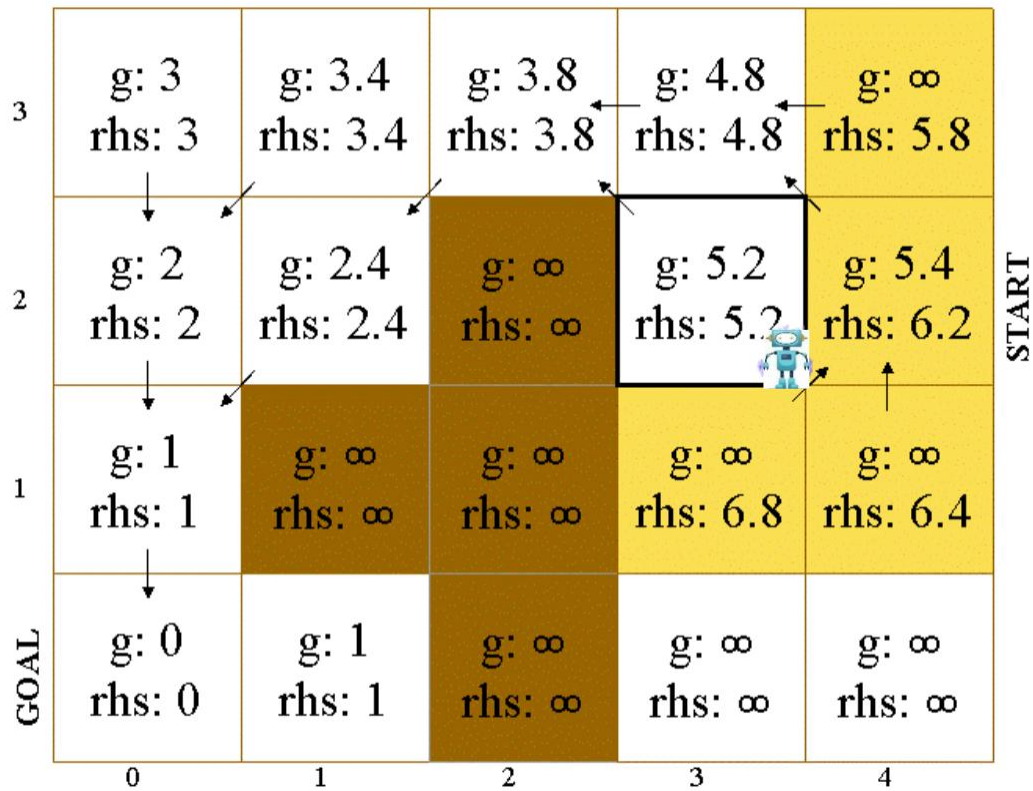 3
g: 3
rhs: 3
g: 3.4
rhs: 3.4
g: 3.8
rhs: 3.8
g: 4.8
rhs: 4.8
g: ∞
rhs: 5.8
2
g: 2
rhs: 2
g: 2.4
rhs: 2.4
g: ∞
rhs: ∞
g: 5.2
rhs: 5.2
g: 5.4
rhs: 6.2
START
1
g: 1
rhs: 1
g: ∞
rhs: ∞
g: ∞
rhs: ∞
g: ∞
rhs: 6.8
g: ∞
rhs: 6.4
GOAL
g: 0
rhs: 0
g: 1
rhs: 1
g: ∞
rhs: ∞
g: ∞
rhs: ∞
g: ∞
rhs: ∞
0
1
2
3
4